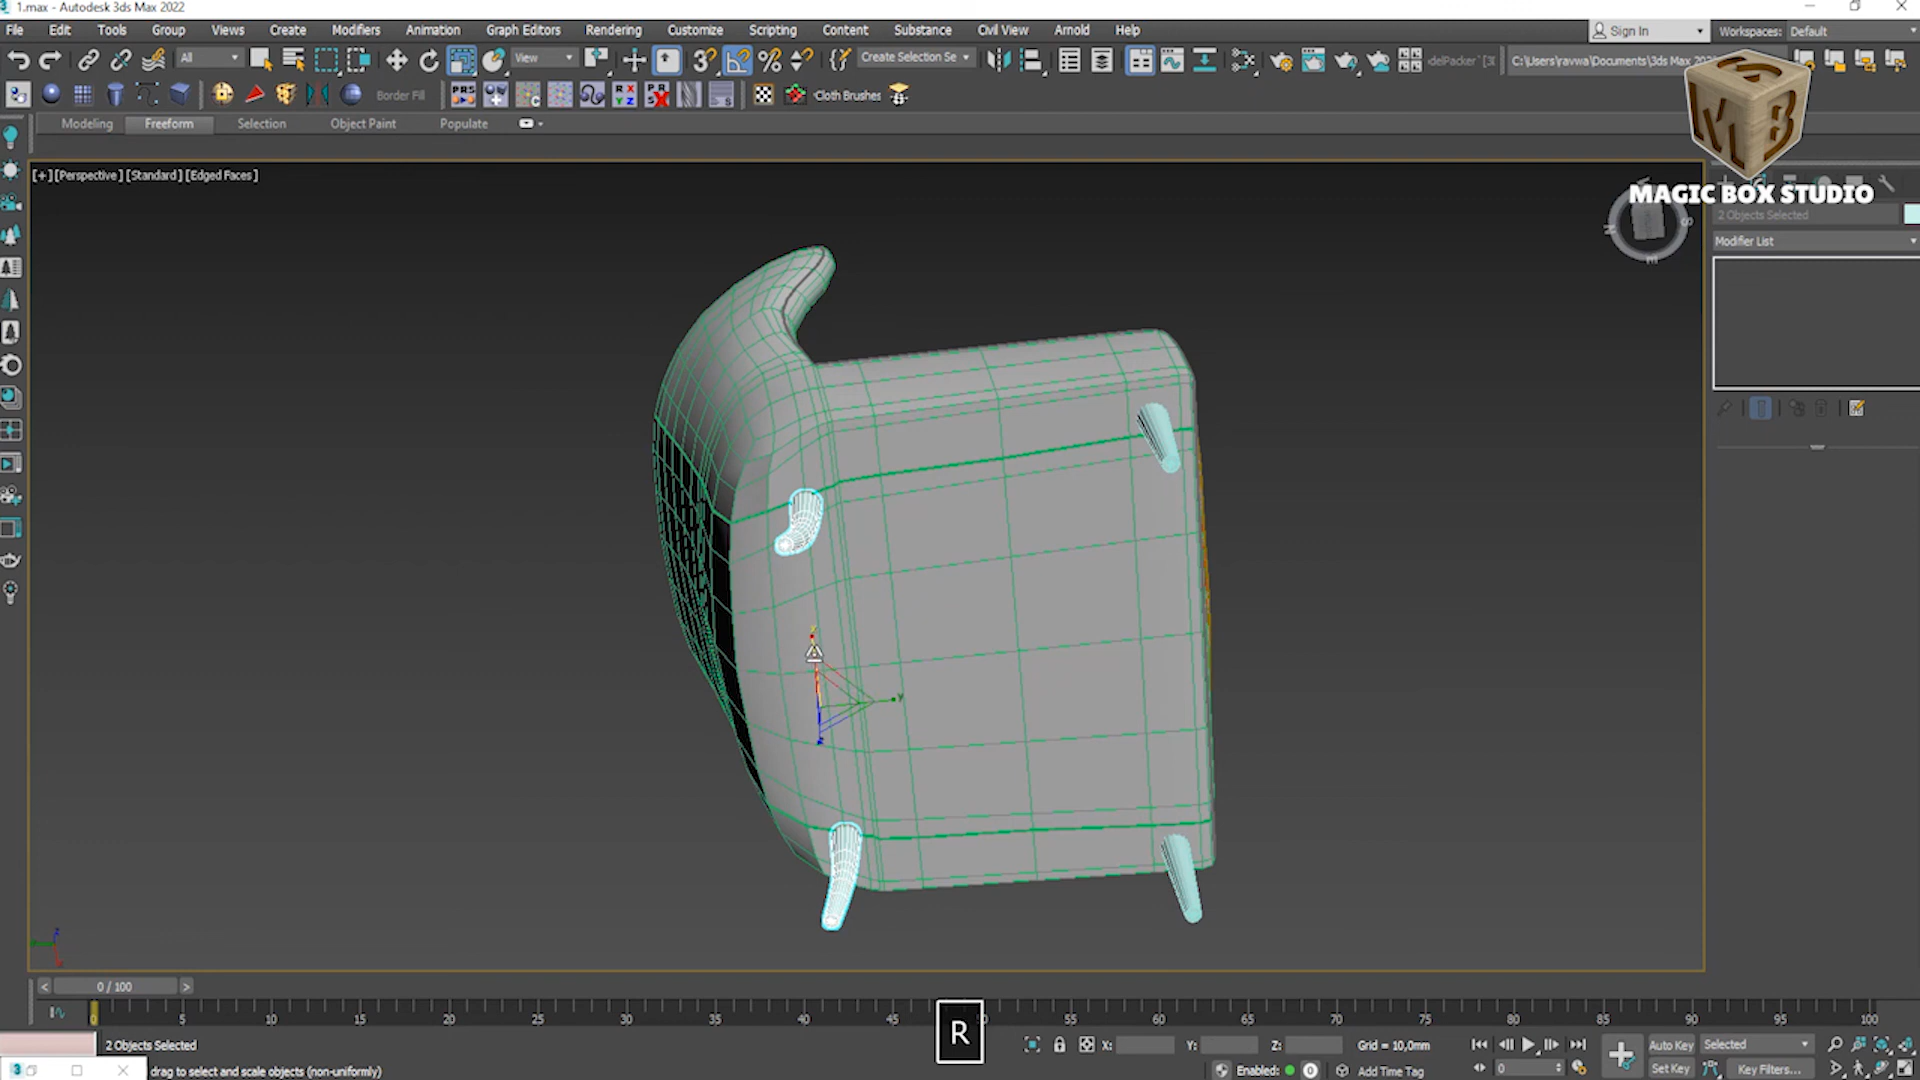 1.max - Autodesk 3ds Max 2022
File Edit Tools Group Views Create Modifiers Animation Graph Editors Rendering Customize Scripting Content Civil View Substance Arnold Help
Sign In
Workspaces: Default
All
View
Create Selection Se
delPacker
C:\Users\ravwa\Documents\3ds Max 202
Border Fill
PRS
Cloth Brushes
Modeling Freeform Selection Object Paint Populate
[+] [Perspective] [Standard] [Edged Faces]
MAGIC BOX STUDIO
2 Objects Selected
Modifier List
0 / 100
0 5 10 15 20 25 30 35 40 45 55 60 65 70 75 80 85 90 95 100
R
2 Objects Selected
X: Y: Z: Grid = 10,0mm
Auto Key Selected
drag to select and scale objects (non-uniformly)
Enabled: 0
Add Time Tag
0
Set Key Key Filters...